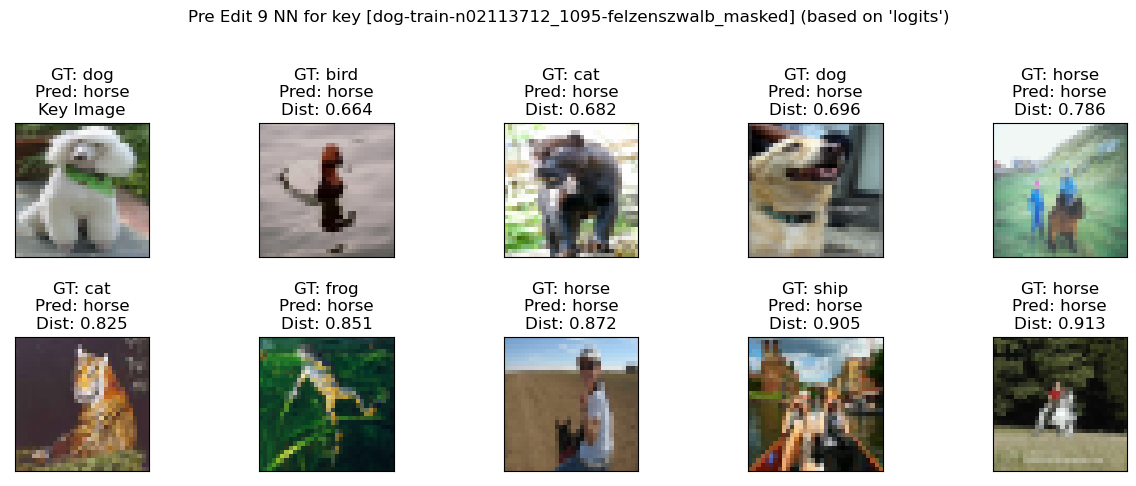 Pre Edit 9 NN for key [dog-train-n02113712_1095-felzenszwalb_masked] (based on 'logits')
GT: dog
Pred: horse
Key Image
GT: bird
Pred: horse
Dist: 0.664
GT: cat
Pred: horse
Dist: 0.682
GT: dog
Pred: horse
Dist: 0.696
GT: horse
Pred: horse
Dist: 0.786
GT: cat
Pred: horse
Dist: 0.825
GT: frog
Pred: horse
Dist: 0.851
GT: horse
Pred: horse
Dist: 0.872
GT: ship
Pred: horse
Dist: 0.905
GT: horse
Pred: horse
Dist: 0.913